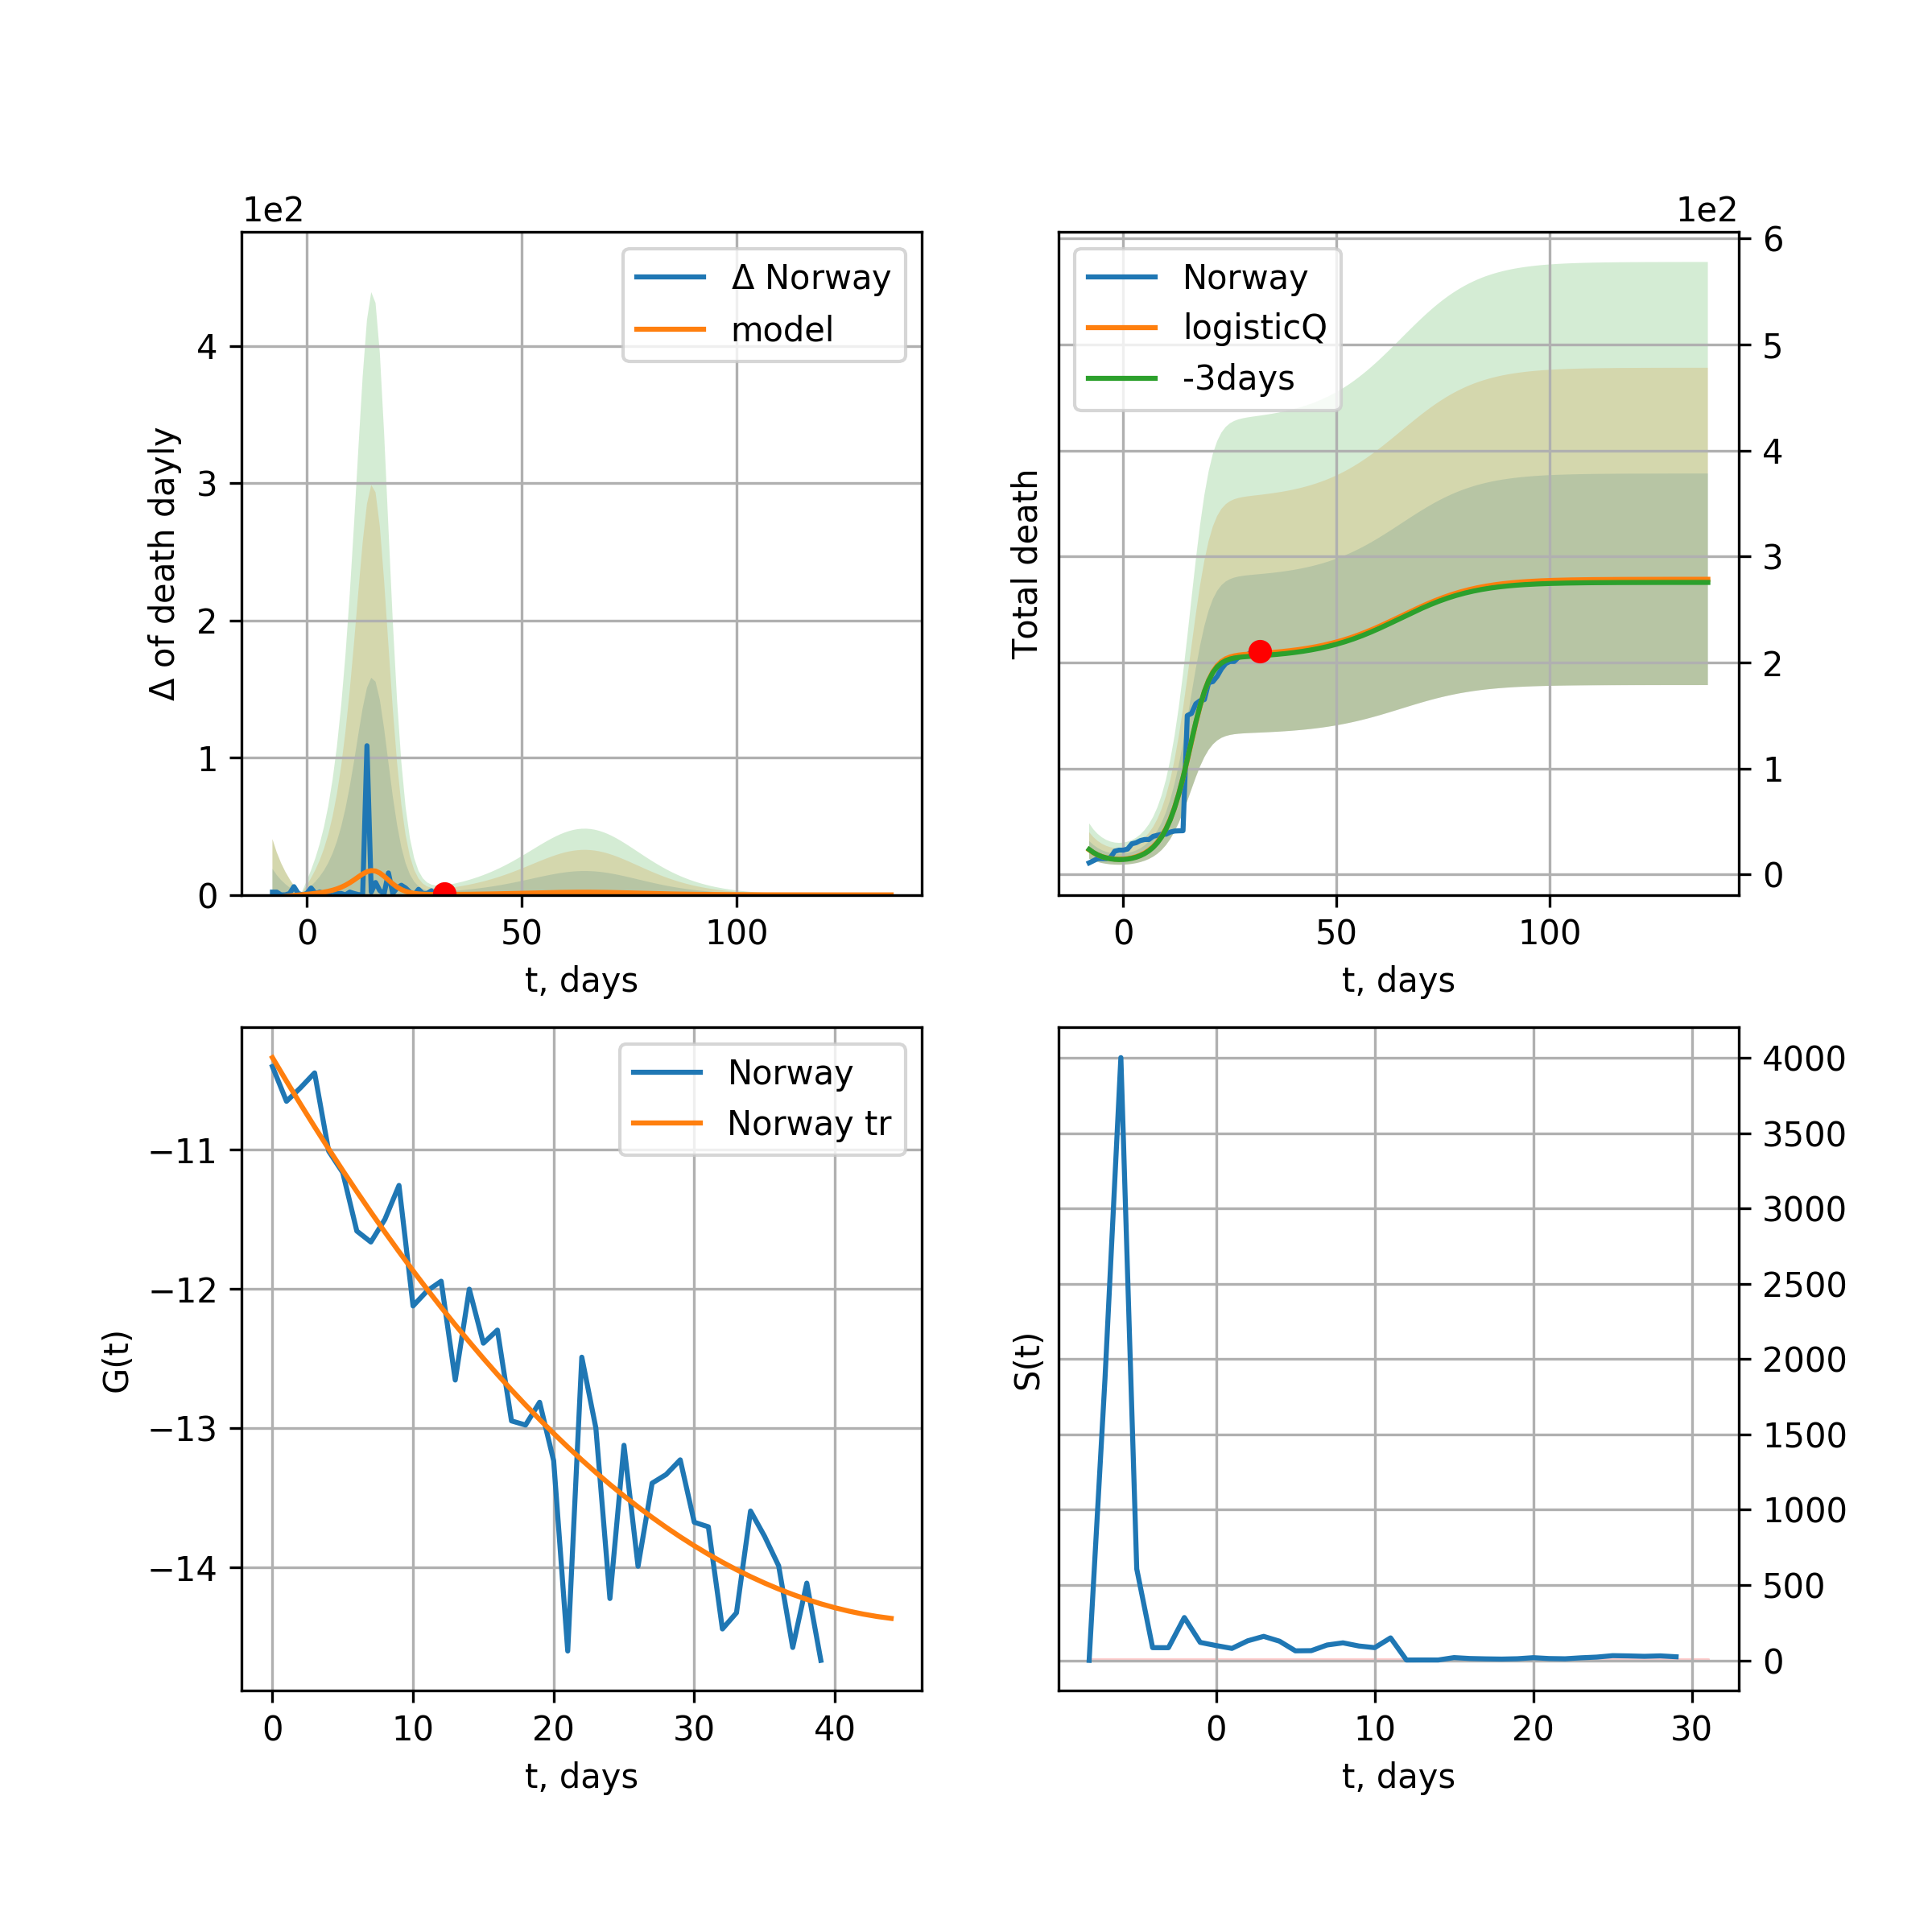 1e2
Δ of death dayly
4
3
2
1
0
0 50 100
t, days
Δ Norway
model
1e2
Total death
6
5
4
3
2
1
0
0 50 100
t, days
Norway
logisticQ
-3days
G(t)
−11
−12
−13
−14
0 10 20 30 40
t, days
Norway
Norway tr
S(t)
4000
3500
3000
2500
2000
1500
1000
500
0
0 10 20 30
t, days